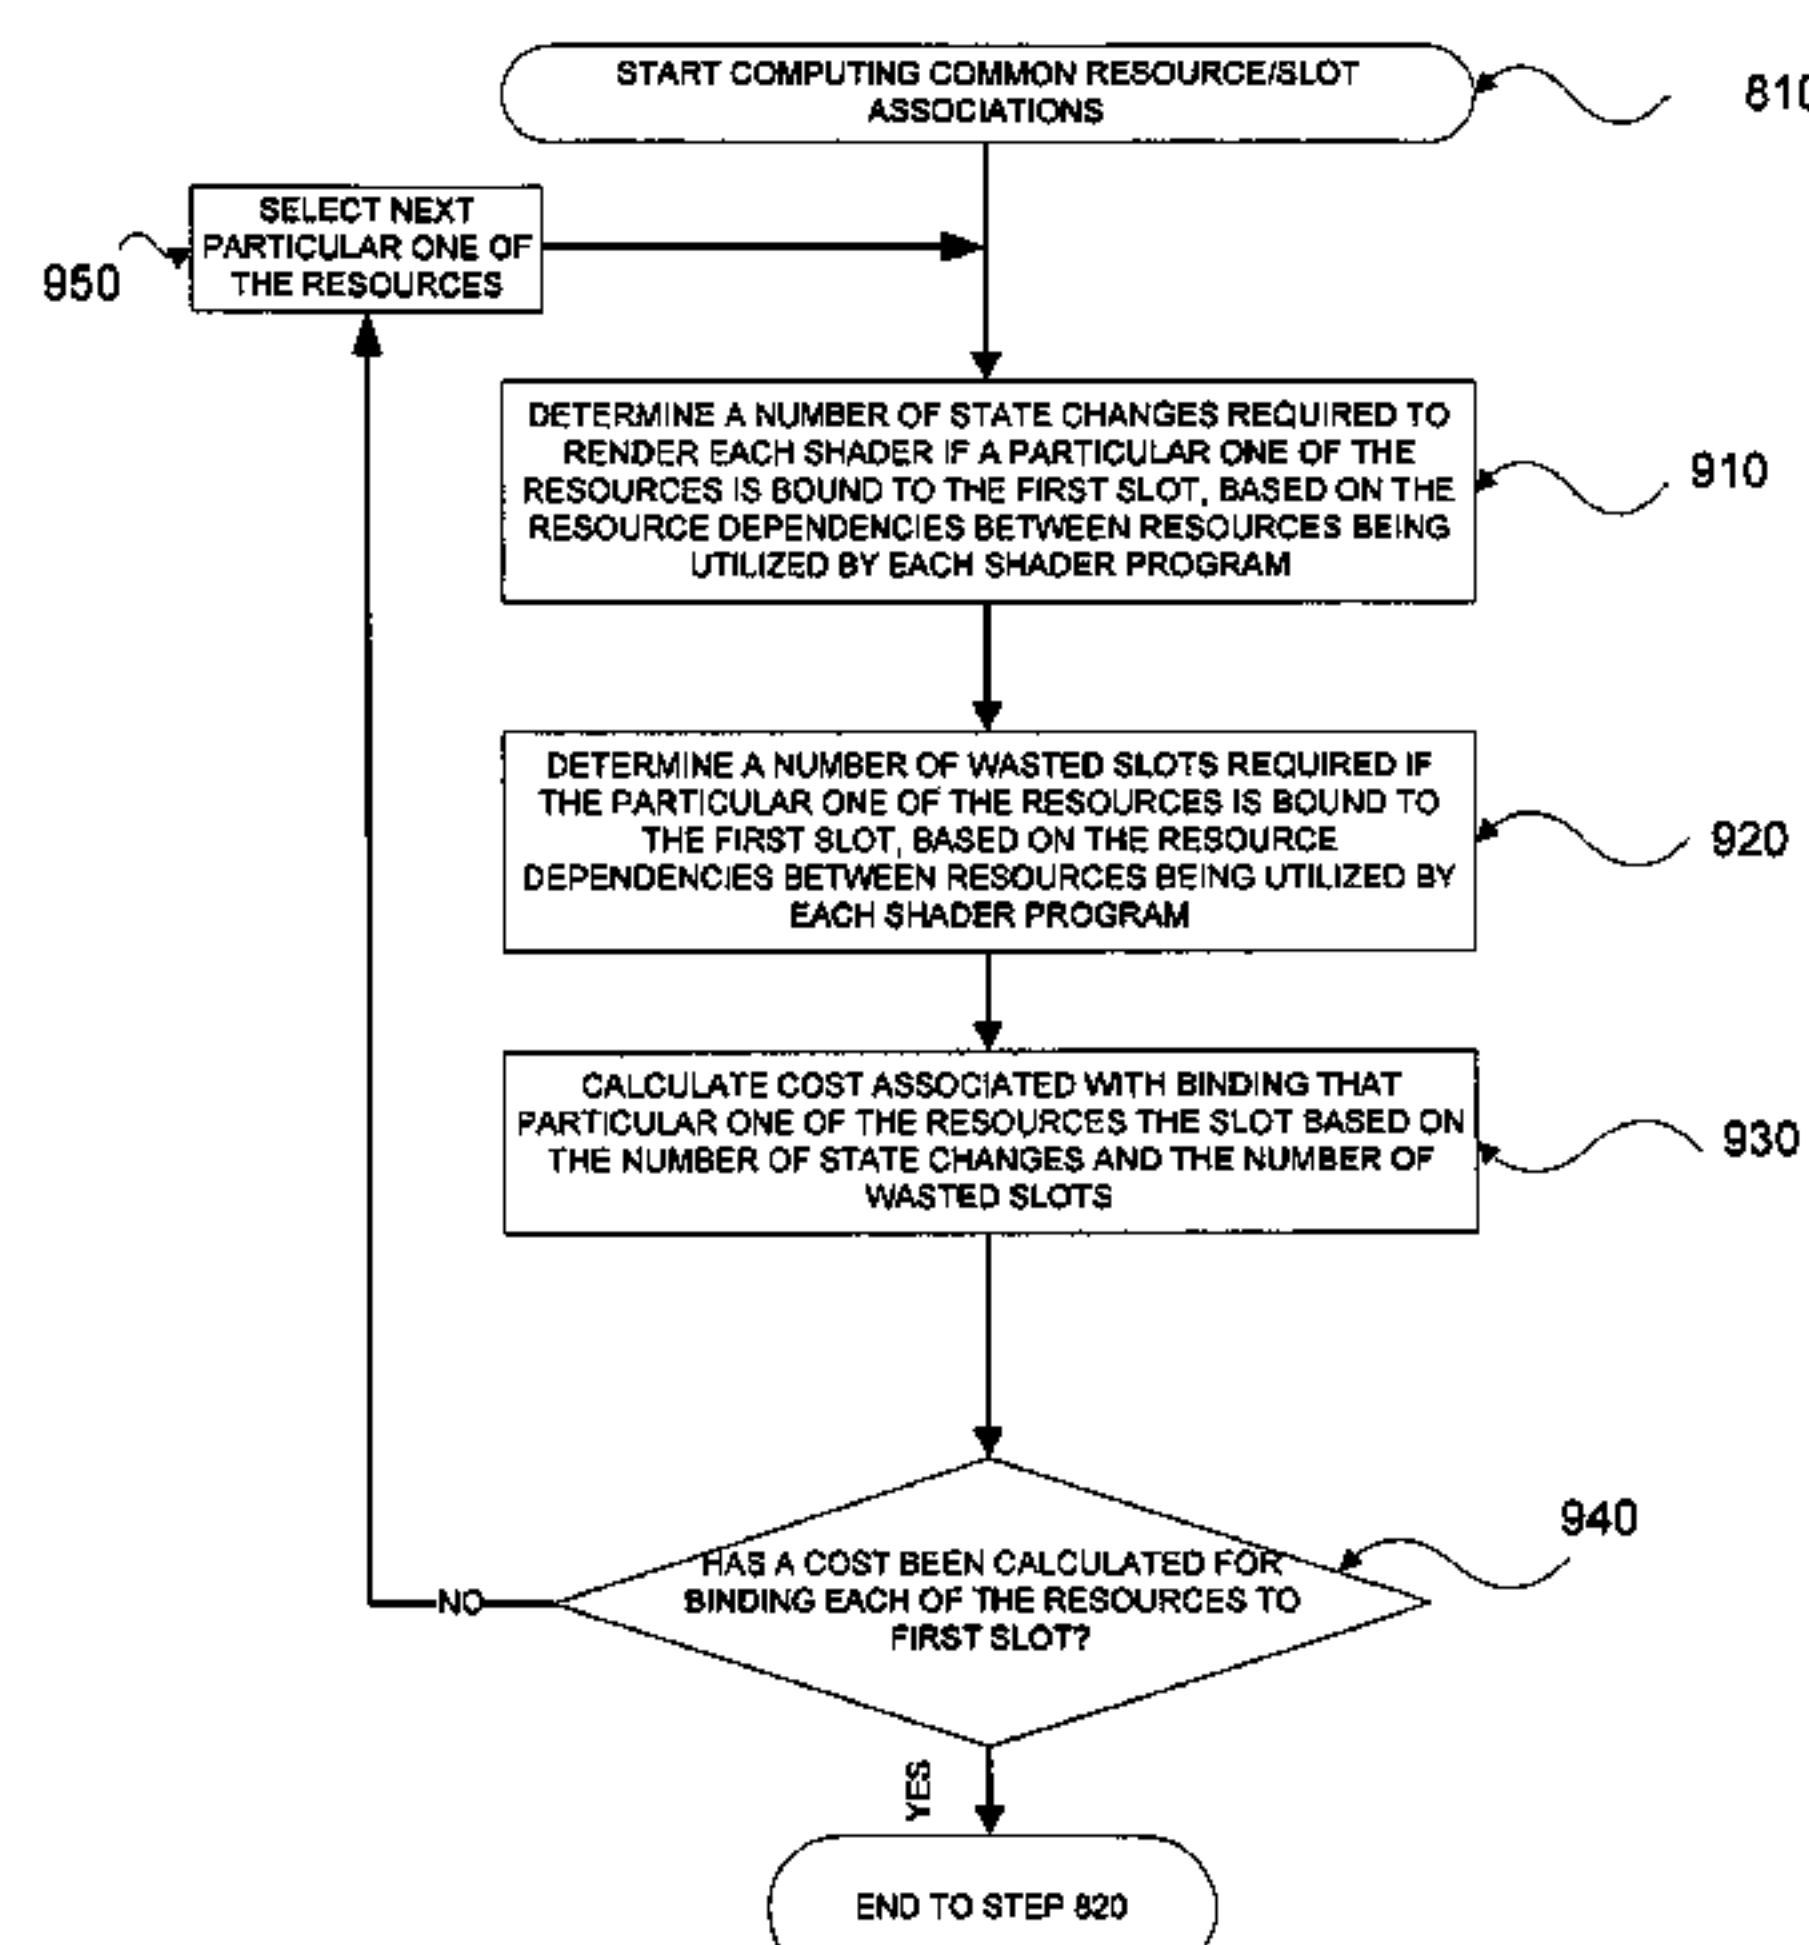 START COMPUTING COMMON RESOURCE/SLOT
ASSOCIATIONS
810
SELECT NEXT
PARTICULAR ONE OF
THE RESOURCES
950
DETERMINE A NUMBER OF STATE CHANGES REQUIRED TO
RENDER EACH SHADER IF A PARTICULAR ONE OF THE
RESOURCES IS BOUND TO THE FIRST SLOT, BASED ON THE
RESOURCE DEPENDENCIES BETWEEN RESOURCES BEING
UTILIZED BY EACH SHADER PROGRAM
910
DETERMINE A NUMBER OF WASTED SLOTS REQUIRED IF
THE PARTICULAR ONE OF THE RESOURCES IS BOUND TO
THE FIRST SLOT, BASED ON THE RESOURCE
DEPENDENCIES BETWEEN RESOURCES BEING UTILIZED BY
EACH SHADER PROGRAM
920
CALCULATE COST ASSOCIATED WITH BINDING THAT
PARTICULAR ONE OF THE RESOURCES THE SLOT BASED ON
THE NUMBER OF STATE CHANGES AND THE NUMBER OF
WASTED SLOTS
930
940
HAS A COST BEEN CALCULATED FOR
BINDING EACH OF THE RESOURCES TO
FIRST SLOT?
NO
YES
END TO STEP 820